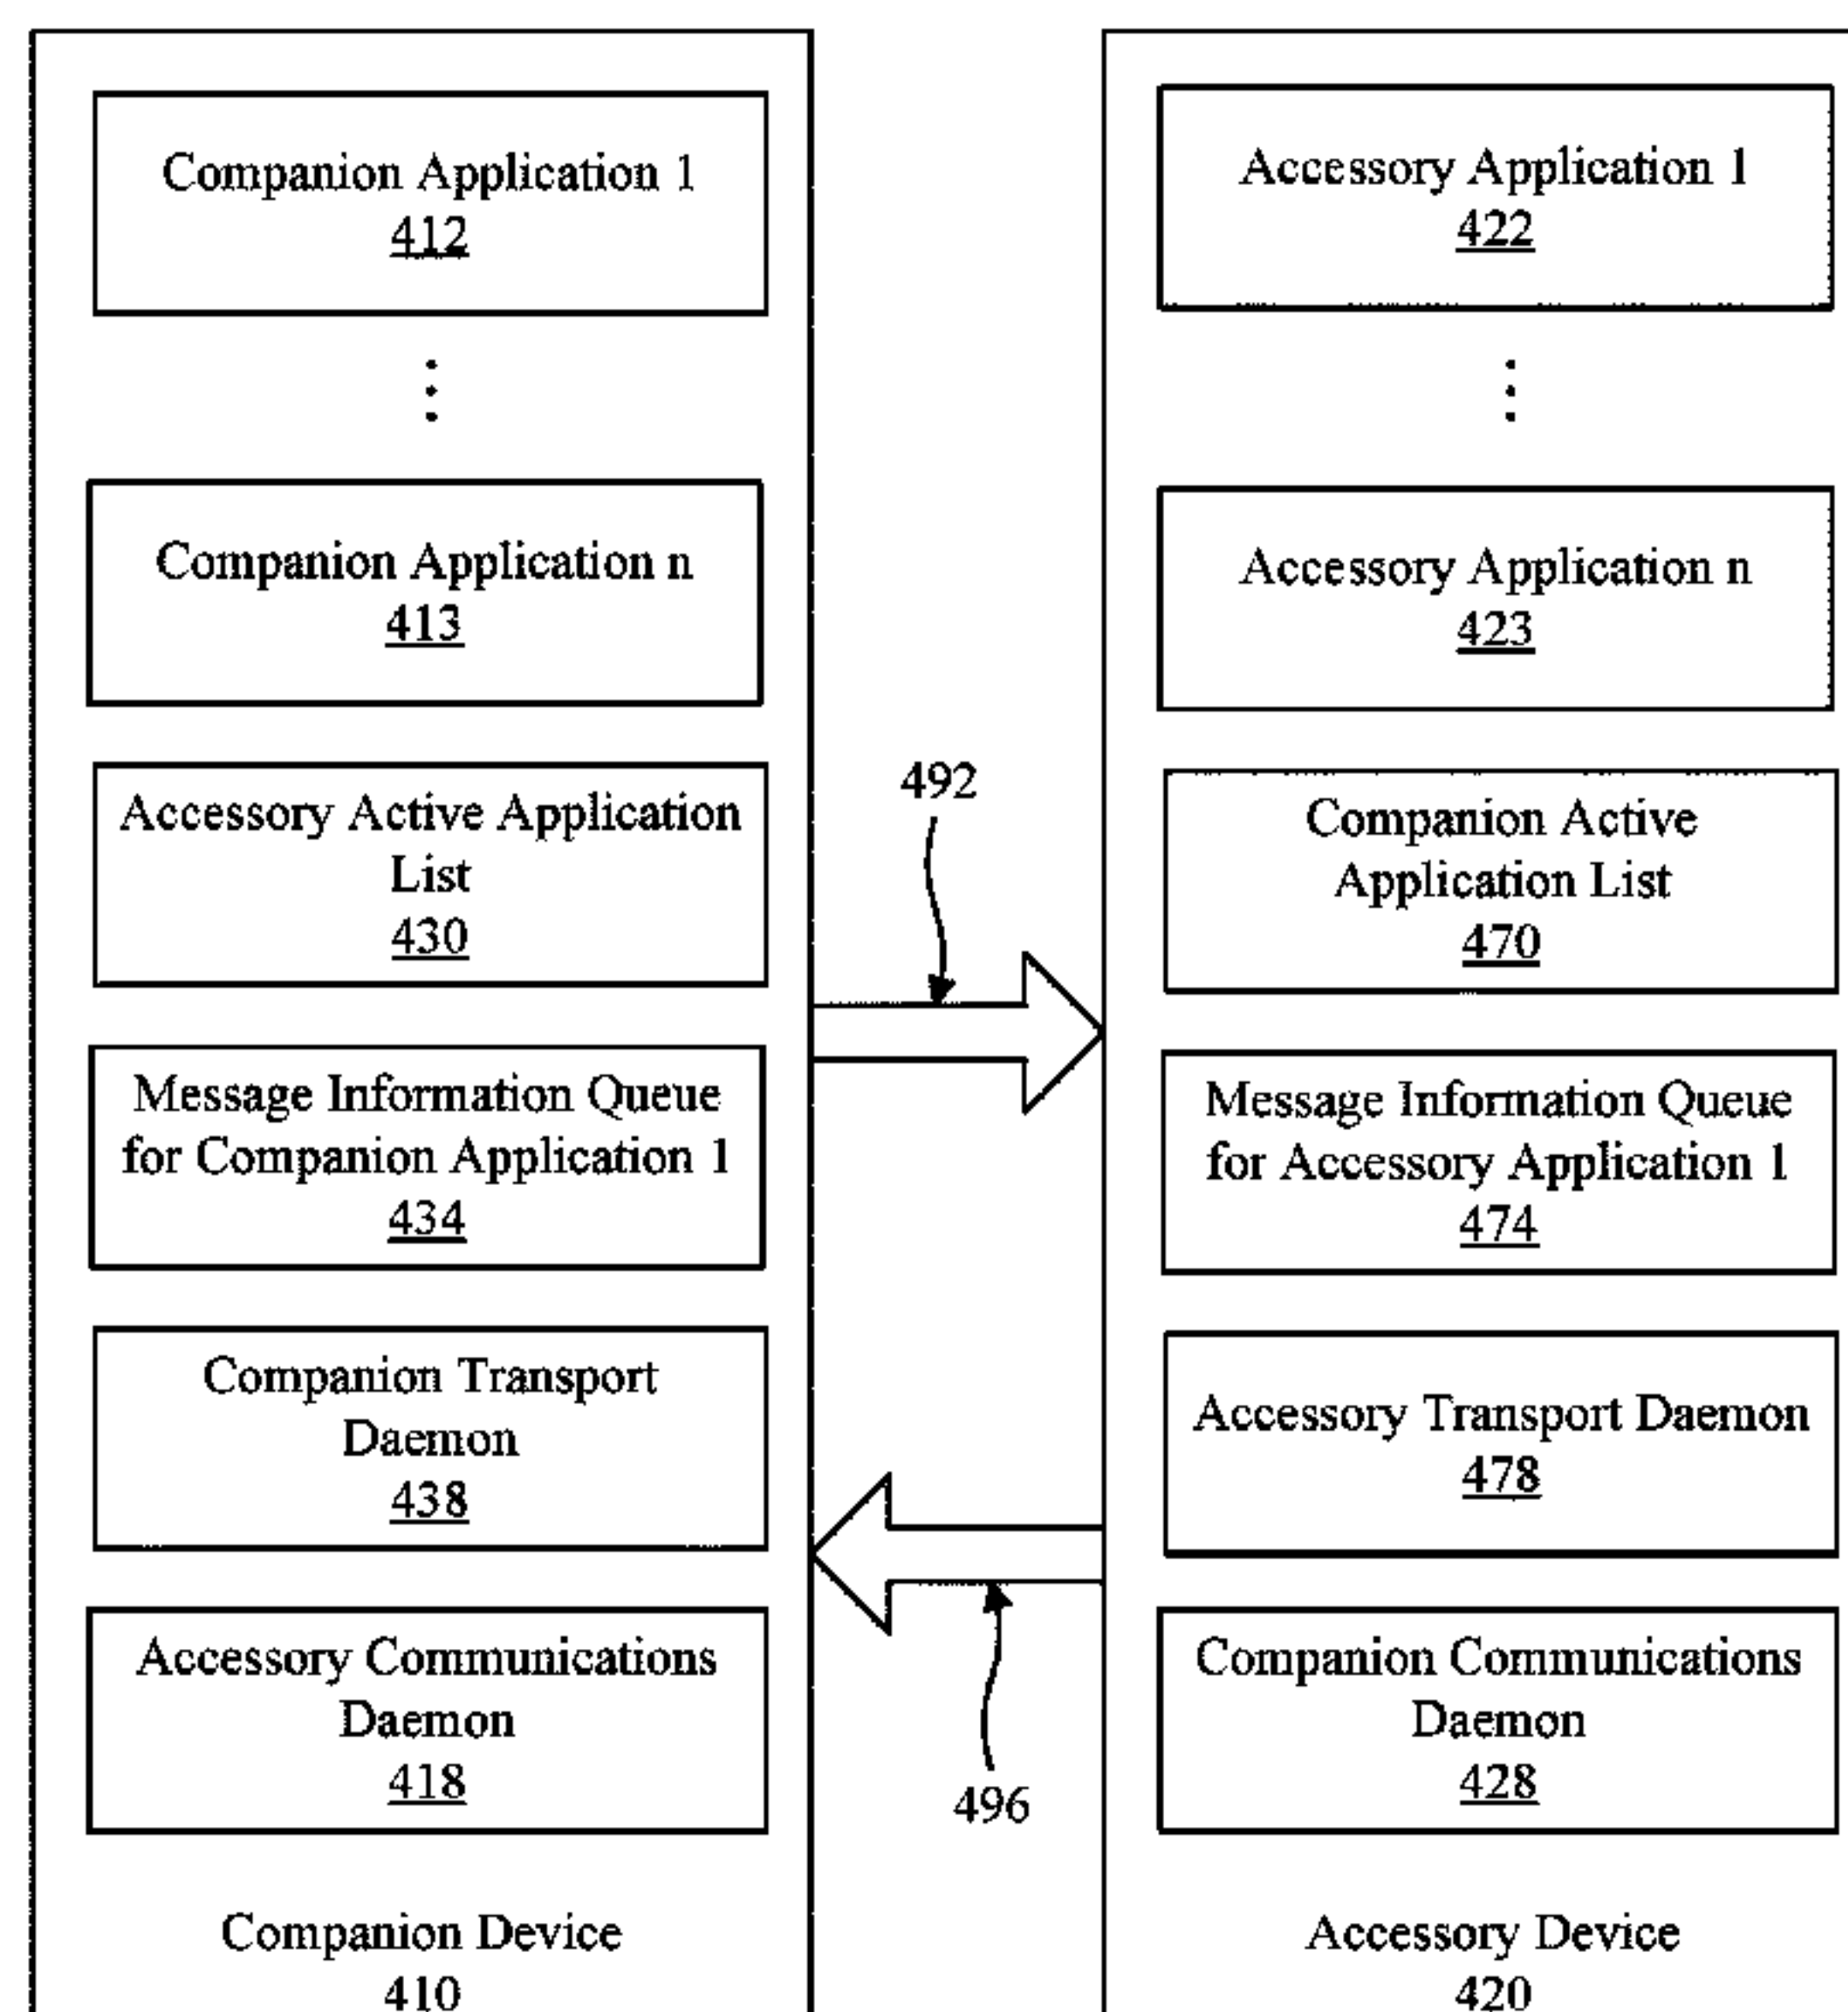 Companion Application 1
412
Companion Application n
413
Accessory Active Application
List
430
Message Information Queue
for Companion Application 1
434
Companion Transport
Daemon
438
Accessory Communications
Daemon
418
Companion Device
410
492
496
Accessory Application 1
422
Accessory Application n
423
Companion Active
Application List
470
Message Information Queue
for Accessory Application 1
474
Accessory Transport Daemon
478
Companion Communications
Daemon
428
Accessory Device
420